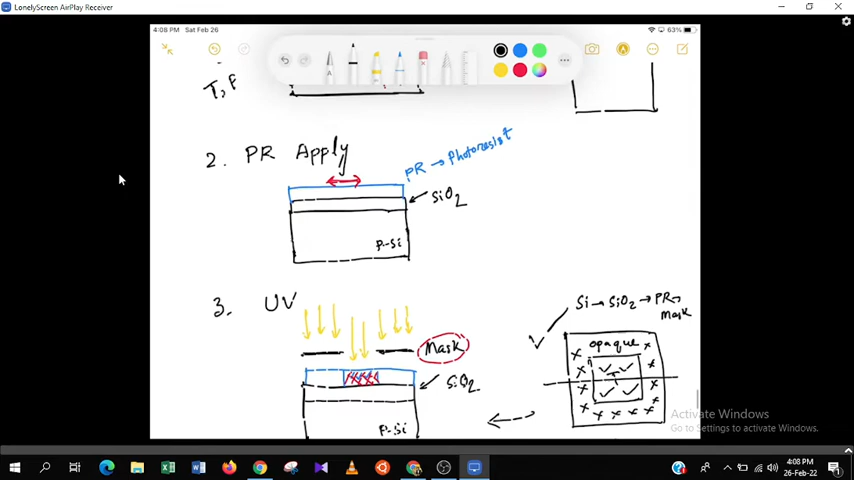 LonelyScreen AirPlay Receiver
4:08 PM Sat Feb 26
63%
A
T, P
2. PR Apply
PR → Photoresist
SiO2
P-Si
3. UV
Si → SiO2 → PR →
Mask
Mask
opaque
SiO2
P-Si
Activate Windows
Go to Settings to activate Windows.
4:08 PM
26-Feb-22